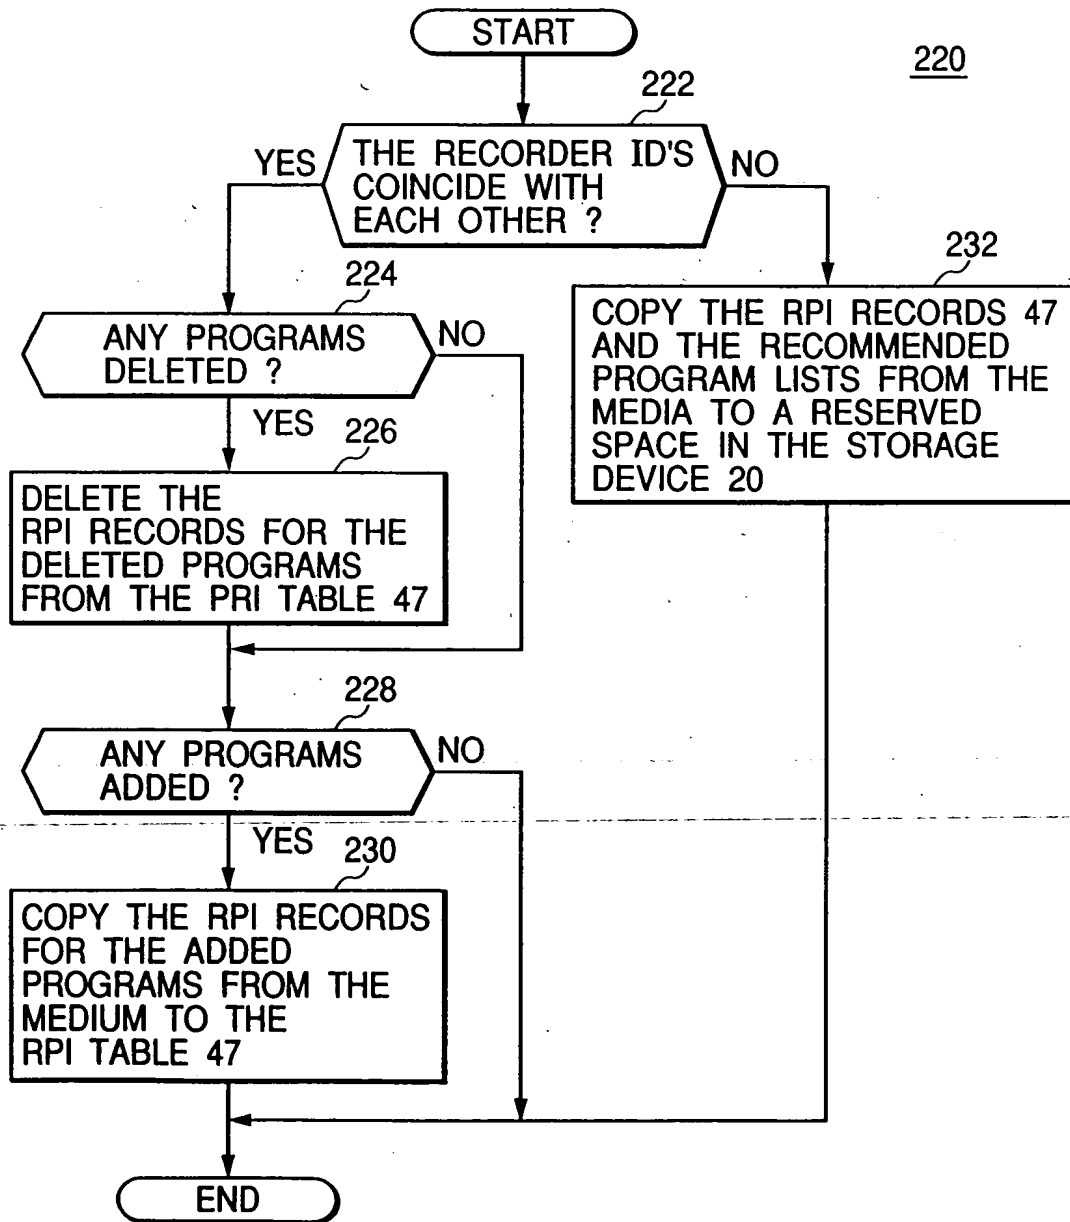 START
220
222
THE RECORDER ID'S
COINCIDE WITH
EACH OTHER ?
YES
NO
224
ANY PROGRAMS
DELETED ?
NO
YES
232
COPY THE RPI RECORDS 47
AND THE RECOMMENDED
PROGRAM LISTS FROM THE
MEDIA TO A RESERVED
SPACE IN THE STORAGE
DEVICE 20
226
DELETE THE
RPI RECORDS FOR THE
DELETED PROGRAMS
FROM THE PRI TABLE 47
228
ANY PROGRAMS
ADDED ?
NO
YES
230
COPY THE RPI RECORDS
FOR THE ADDED
PROGRAMS FROM THE
MEDIUM TO THE
RPI TABLE 47
END